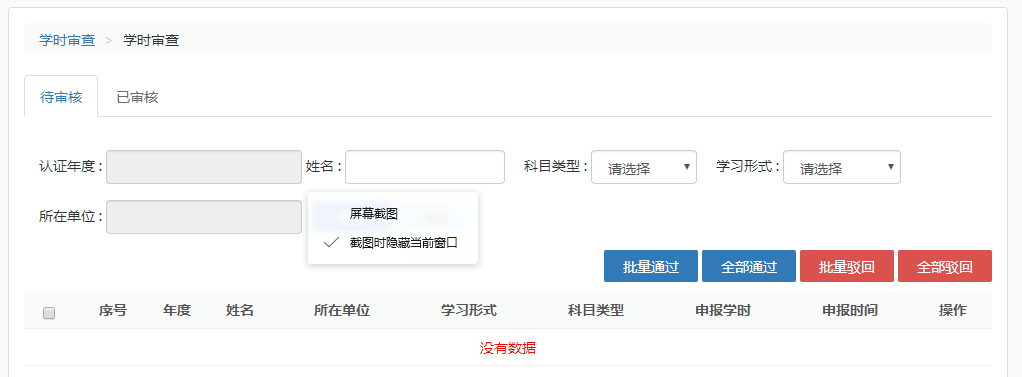 学时审查 > 学时审查
待审核 已审核
认证年度 : 姓名 : 科目类型 : 请选择 学习形式 : 请选择
所在单位 :
屏幕截图
截图时隐藏当前窗口
批量通过 全部通过 批量驳回 全部驳回
序号 年度 姓名 所在单位 学习形式 科目类型 申报学时 申报时间 操作
没有数据